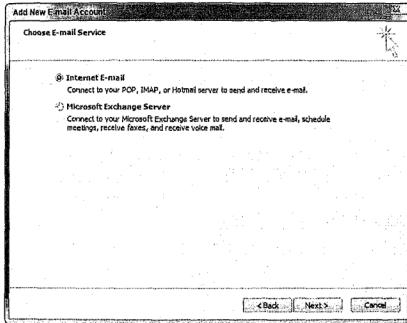 Add New E-mail Account
Choose E-mail Service
Internet E-mail
Connect to your POP, IMAP, or Hotmail server to send and receive e-mail.
Microsoft Exchange Server
Connect to your Microsoft Exchange Server to send and receive e-mail, schedule
meetings, receive faxes, and receive voice mail.
< Back
Next >
Cancel